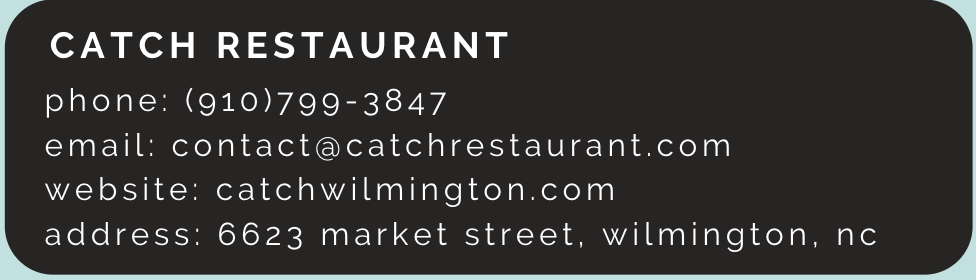 CATCH RESTAURANT
phone: (910)799-3847
email: contact@catchrestaurant.com
website: catchwilmington.com
address: 6623 market street, wilmington, nc